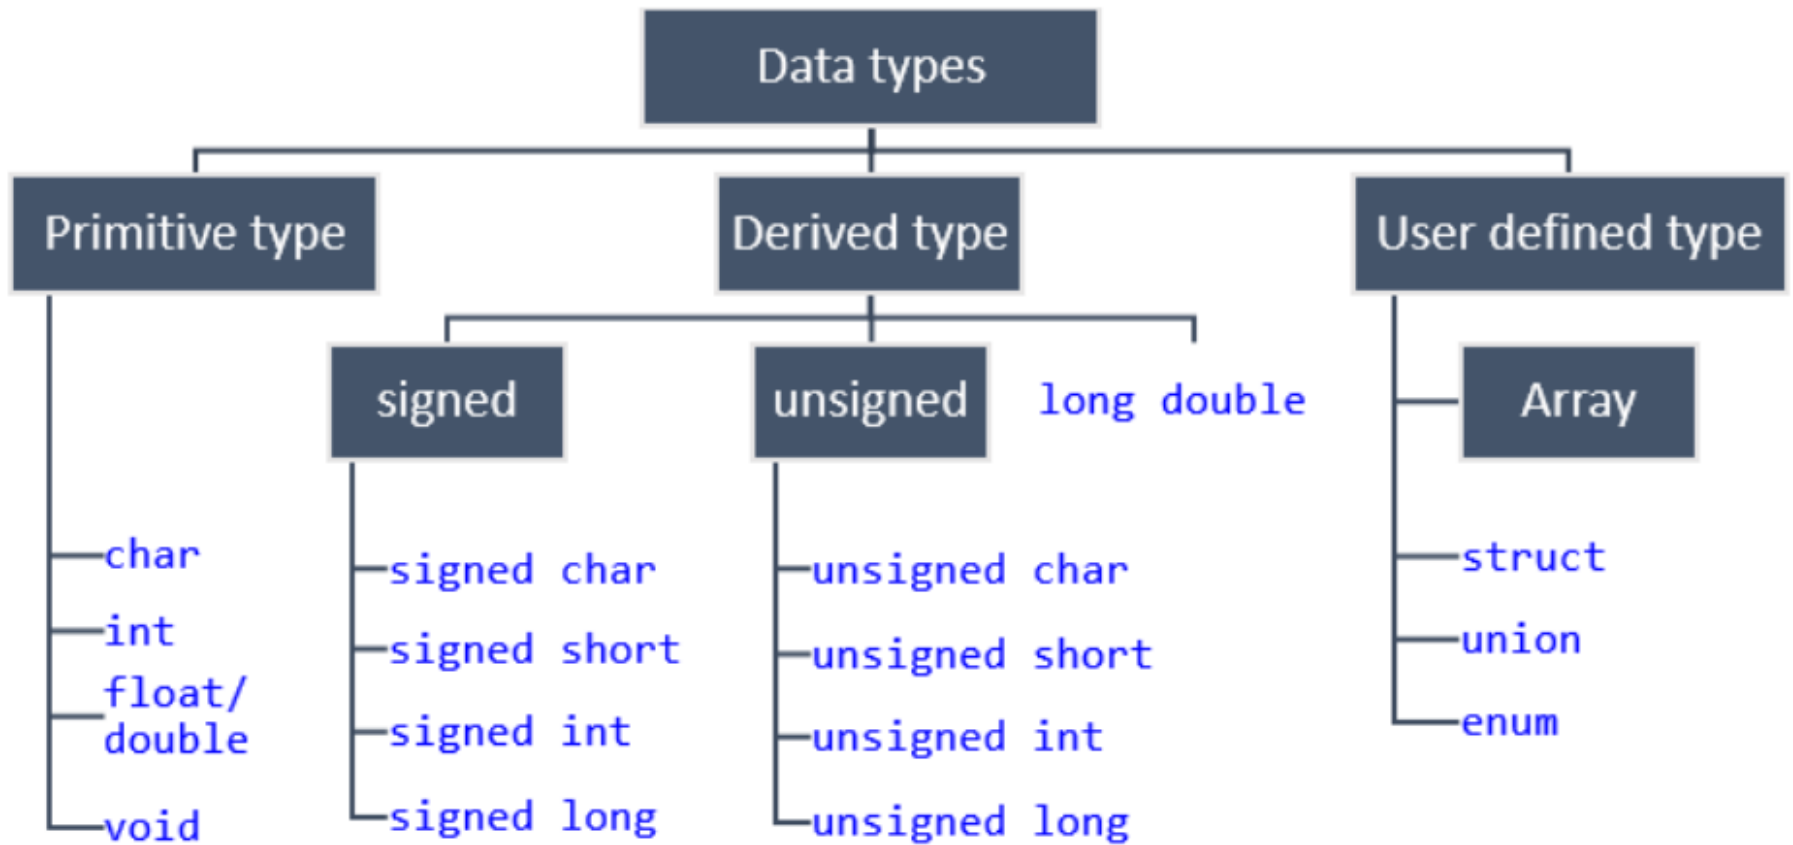 Data types
Primitive type
Derived type
User defined type
signed
unsigned
long double
Array
char
int
float/
double
void
signed char
signed short
signed int
signed long
unsigned char
unsigned short
unsigned int
unsigned long
struct
union
enum